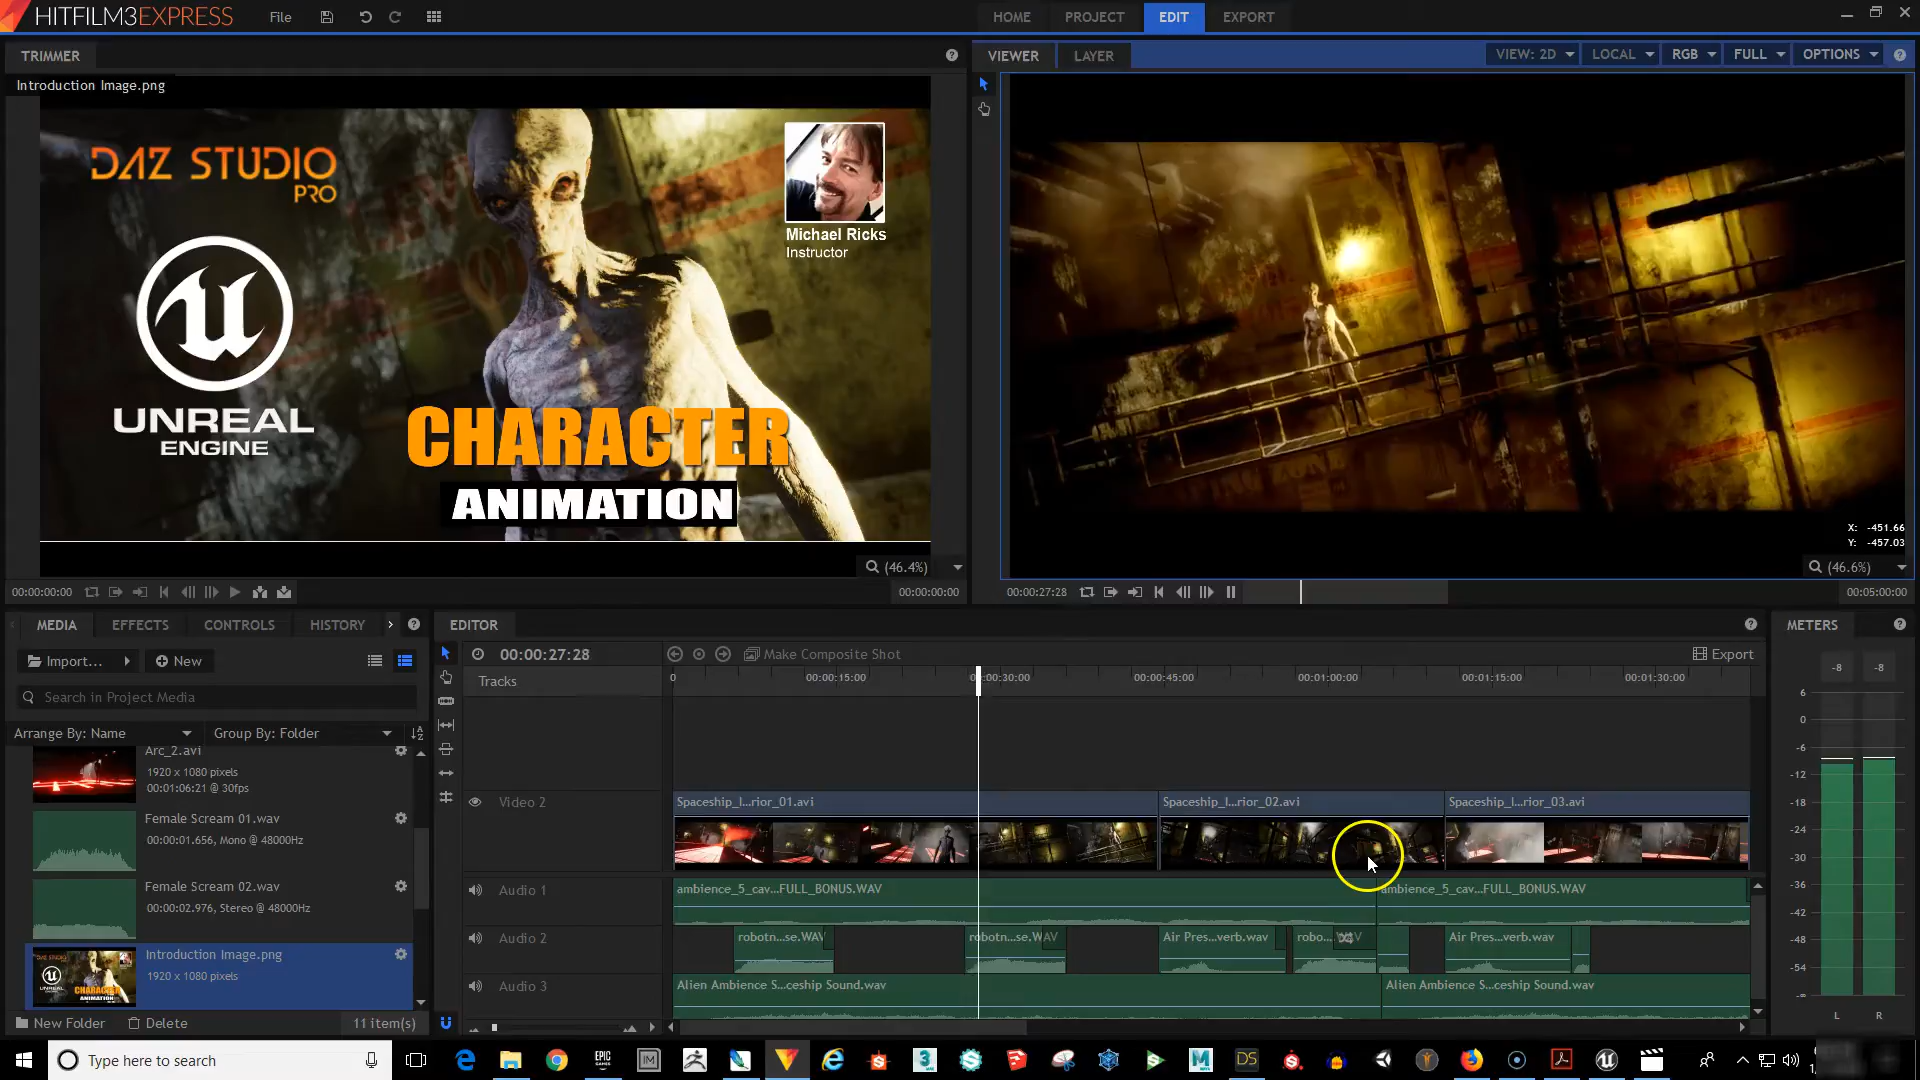 HITFILM3EXPRESS
File
HOME
PROJECT
EDIT
EXPORT
TRIMMER
VIEWER
LAYER
VIEW: 2D
LOCAL
RGB
FULL
OPTIONS
Introduction Image.png
DAZ STUDIO
PRO
Michael Ricks
Instructor
UNREAL
ENGINE
CHARACTER
ANIMATION
X: -451.66
Y: -457.03
(46.4%)
(46.6%)
00:00:00:00
00:00:00:00
00:00:27:28
00:05:00:00
MEDIA
EFFECTS
CONTROLS
HISTORY
EDITOR
METERS
Import...
New
00:00:27:28
Make Composite Shot
Export
-8
-8
Search in Project Media
Tracks
0
00:00:15:00
00:00:30:00
00:00:45:00
00:01:00:00
00:01:15:00
00:01:30:00
Arrange By: Name
Group By: Folder
Arc_2.avi
1920 x 1080 pixels
00:01:06:21 @ 30fps
Female Scream 01.wav
00:00:01.656, Mono @ 48000Hz
Female Scream 02.wav
00:00:02.976, Stereo @ 48000Hz
Introduction Image.png
1920 x 1080 pixels
New Folder
Delete
11 item(s)
Video 2
Spaceship_I...rior_01.avi
Spaceship_I...rior_02.avi
Spaceship_I...rior_03.avi
Audio 1
ambience_5_cav...FULL_BONUS.WAV
ambience_5_cav...FULL_BONUS.WAV
Audio 2
robotn...se.WAV
robotn...se.WAV
Air Pres...verb.wav
robo...
Air Pres...verb.wav
Audio 3
Alien Ambience S...ceship Sound.wav
Alien Ambience S...ceship Sound.wav
6
0
-6
-12
-18
-24
-30
-36
-42
-48
-54
L
R
Type here to search
EPIC
GAMES
IM
3
M
DS